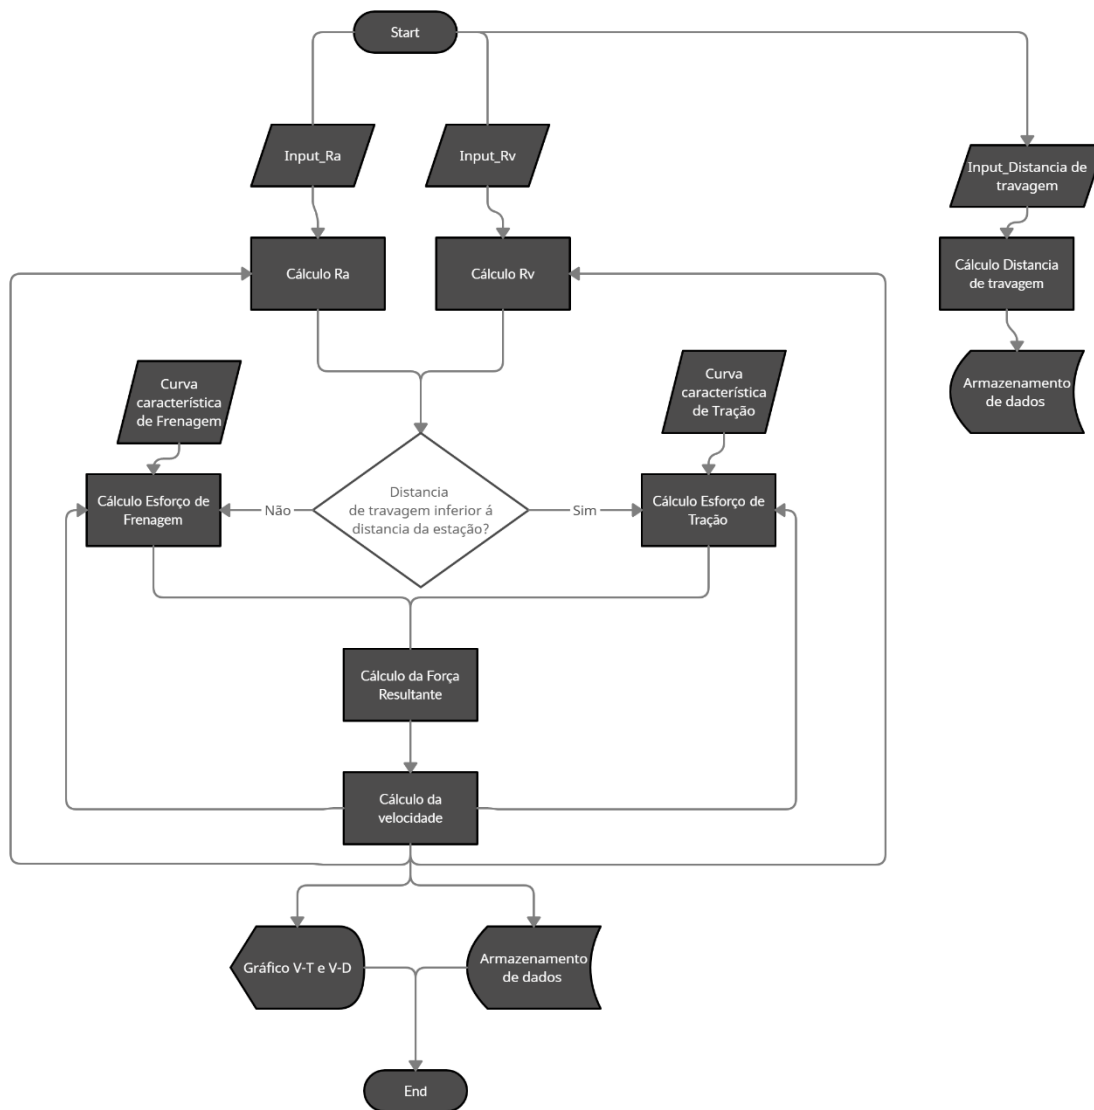 Start
Input_Ra
Input_Rv
Input_Distancia de
travagem
Cálculo Ra
Cálculo Rv
Cálculo Distancia
de travagem
Curva
característica
de Frenagem
Curva
característica
de Tração
Armazenamento
de dados
Cálculo Esforço de
Frenagem
Não
Distancia
de travagem inferior á
distancia da estação?
Sim
Cálculo Esforço de
Tração
Cálculo da Força
Resultante
Cálculo da
velocidade
Gráfico V-T e V-D
Armazenamento
de dados
End